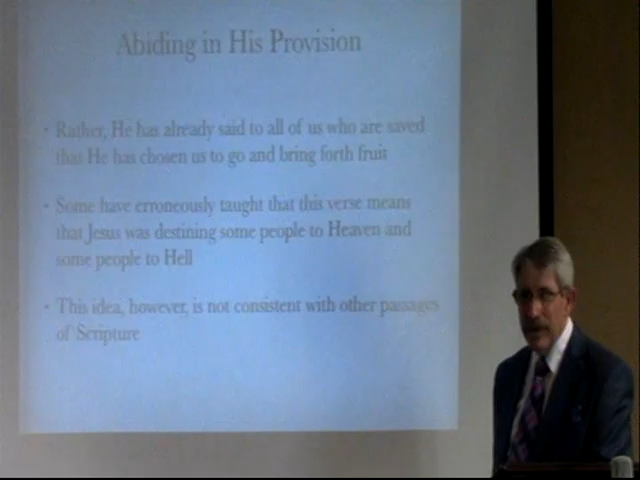 Abiding in His Provision
• Rather, He has already said to all of us who are saved
that He has chosen us to go and bring forth fruit
• Some have erroneously taught that this verse means
that Jesus was destining some people to Heaven and
some people to Hell
• This idea, however, is not consistent with other passages
of Scripture